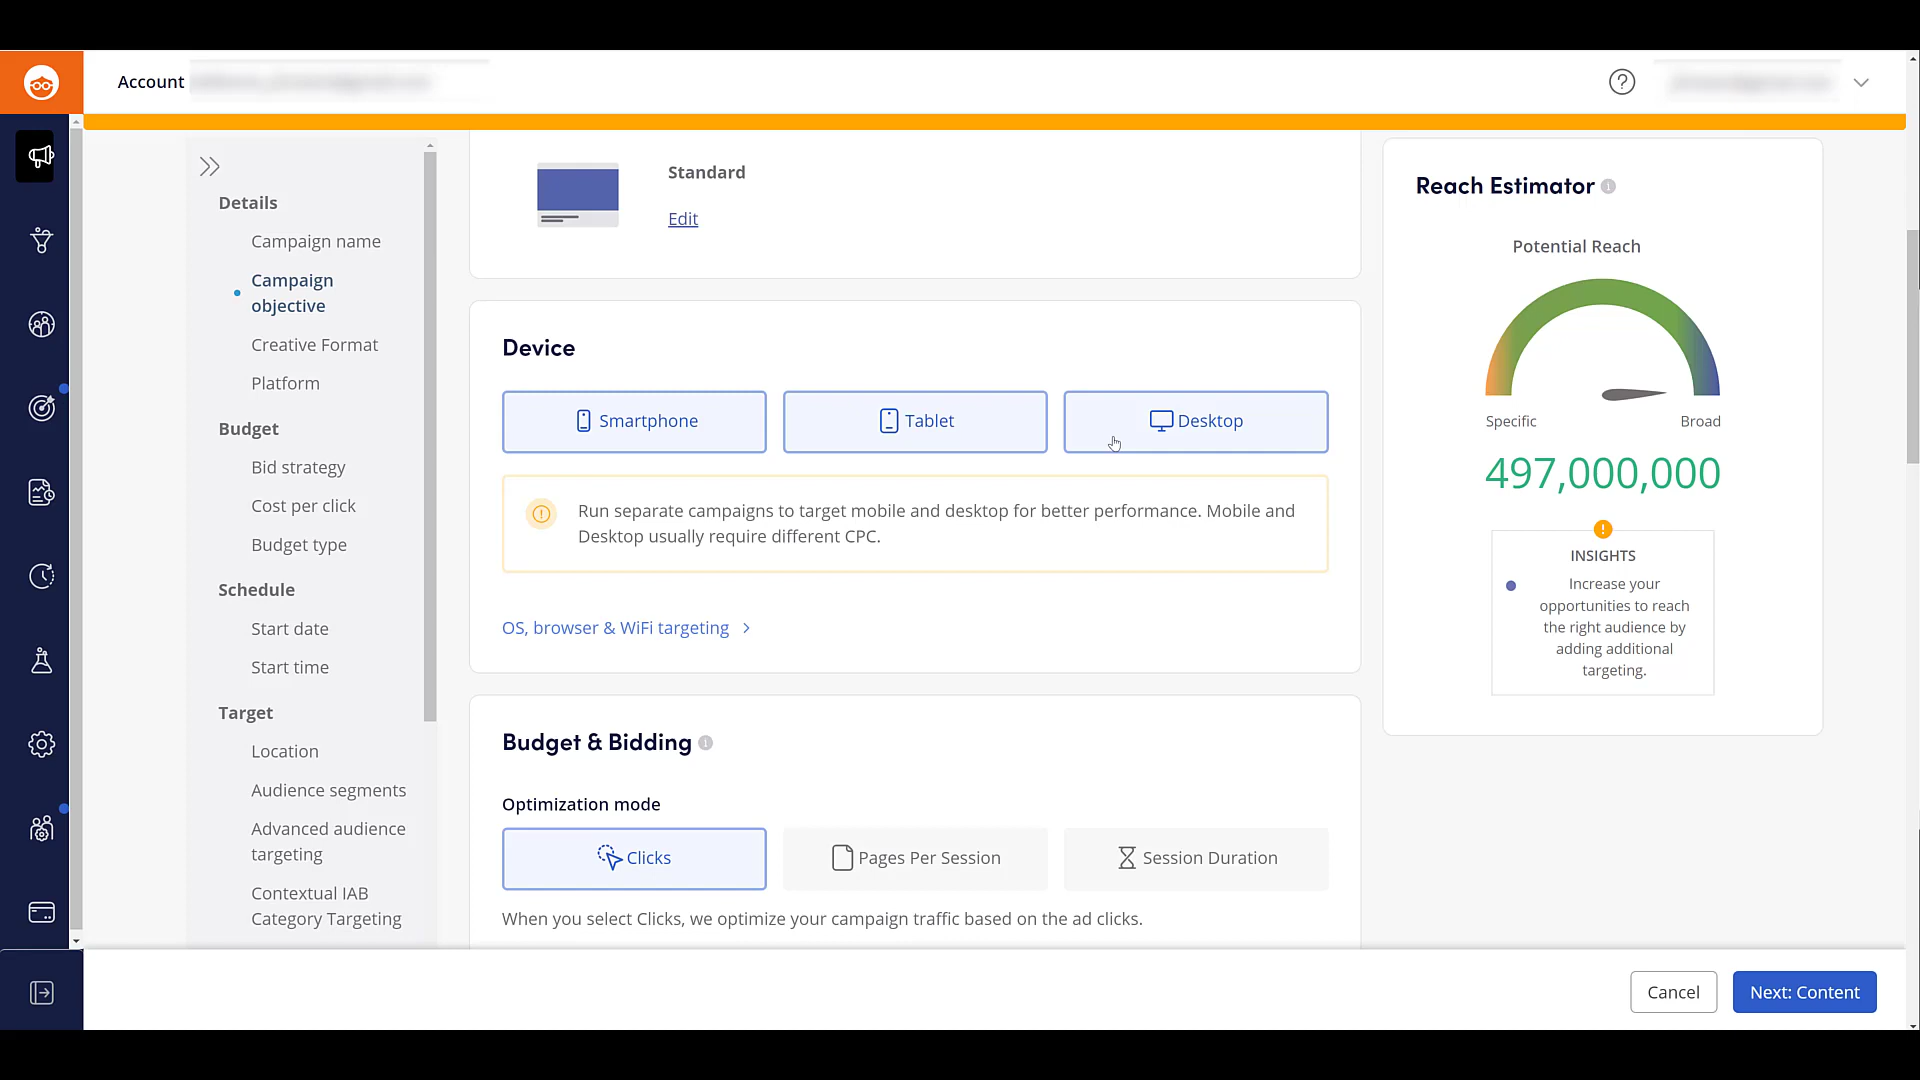 Account
Details
Campaign name
Campaign
objective
Creative Format
Platform
Budget
Bid strategy
Cost per click
Budget type
Schedule
Start date
Start time
Target
Location
Audience segments
Advanced audience
targeting
Contextual IAB
Category Targeting
Standard
Edit
Device
Smartphone
Tablet
Desktop
Run separate campaigns to target mobile and desktop for better performance. Mobile and
Desktop usually require different CPC.
OS, browser & WiFi targeting
Budget & Bidding
Optimization mode
Clicks
Pages Per Session
Session Duration
When you select Clicks, we optimize your campaign traffic based on the ad clicks.
Reach Estimator
Potential Reach
Specific
Broad
497,000,000
INSIGHTS
Increase your
opportunities to reach
the right audience by
adding additional
targeting.
Cancel
Next: Content